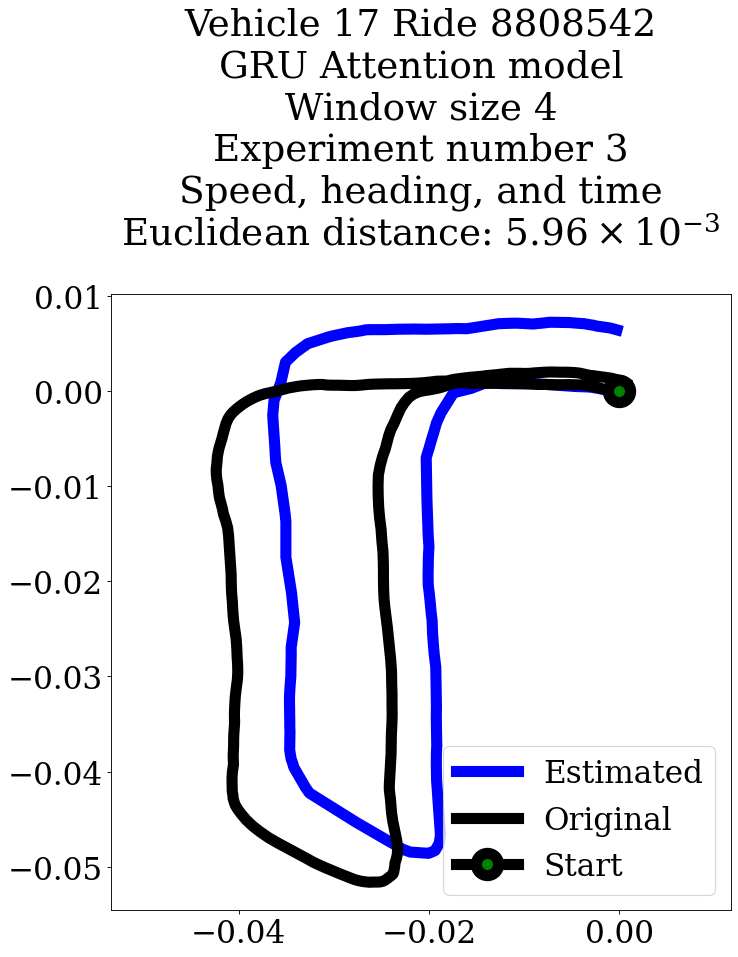 Vehicle 17 Ride 8808542
GRU Attention model
Window size 4
Experiment number 3
Speed, heading, and time
Euclidean distance: 5.96 × 10⁻³
0.01
0.00
−0.01
−0.02
−0.03
−0.04
−0.05
−0.04 −0.02 0.00
Estimated
Original
Start